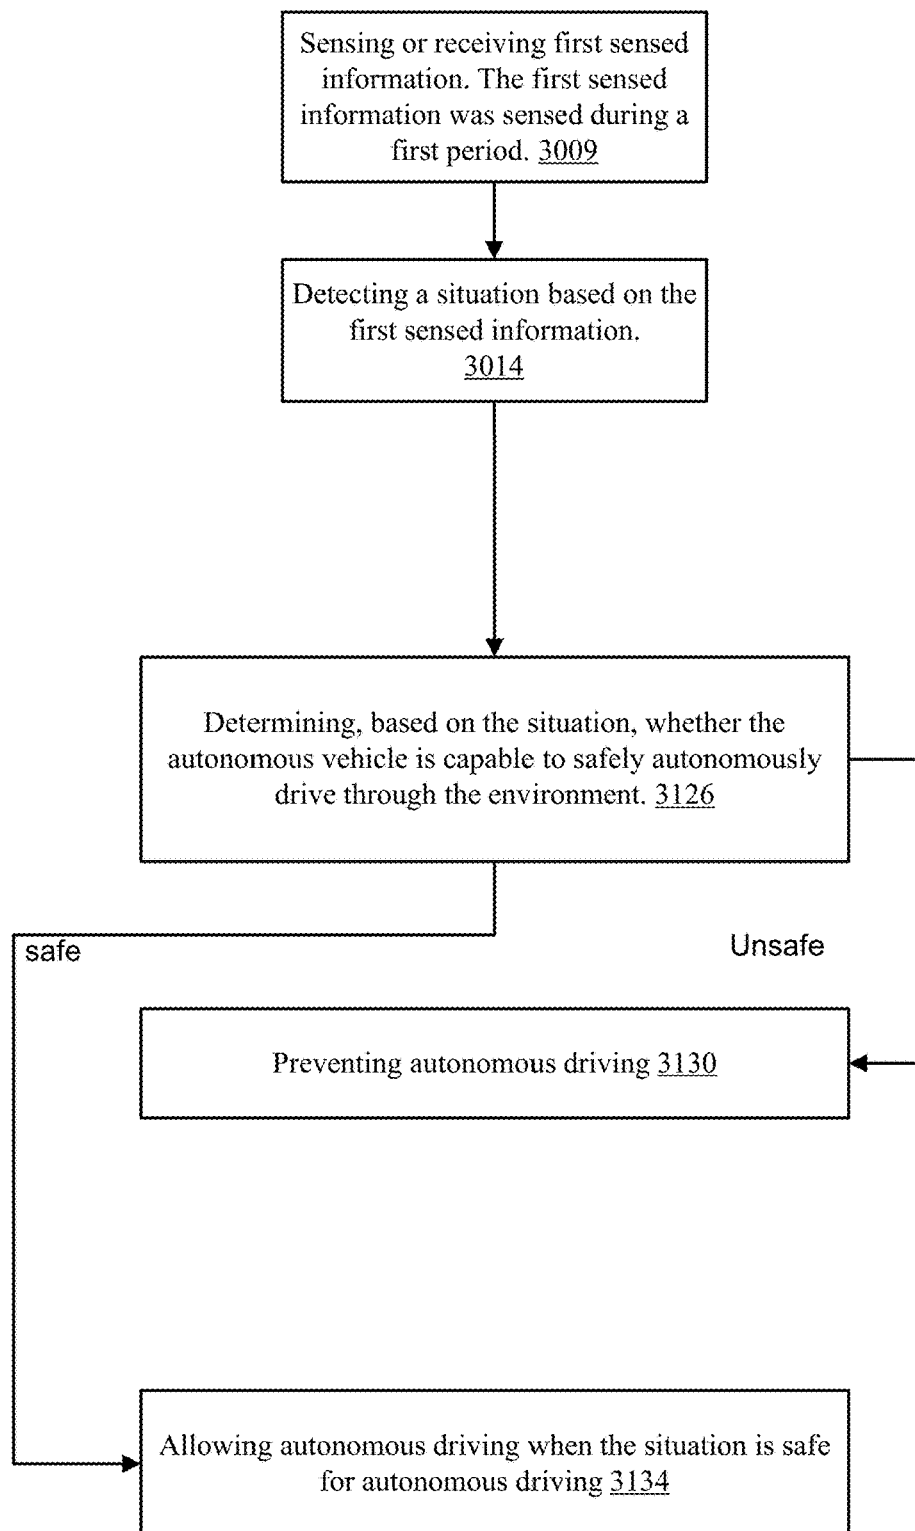 Sensing or receiving first sensed
information. The first sensed
information was sensed during a
first period. 3009
Detecting a situation based on the
first sensed information.
3014
Determining, based on the situation, whether the
autonomous vehicle is capable to safely autonomously
drive through the environment. 3126
safe
Unsafe
Preventing autonomous driving 3130
Allowing autonomous driving when the situation is safe
for autonomous driving 3134